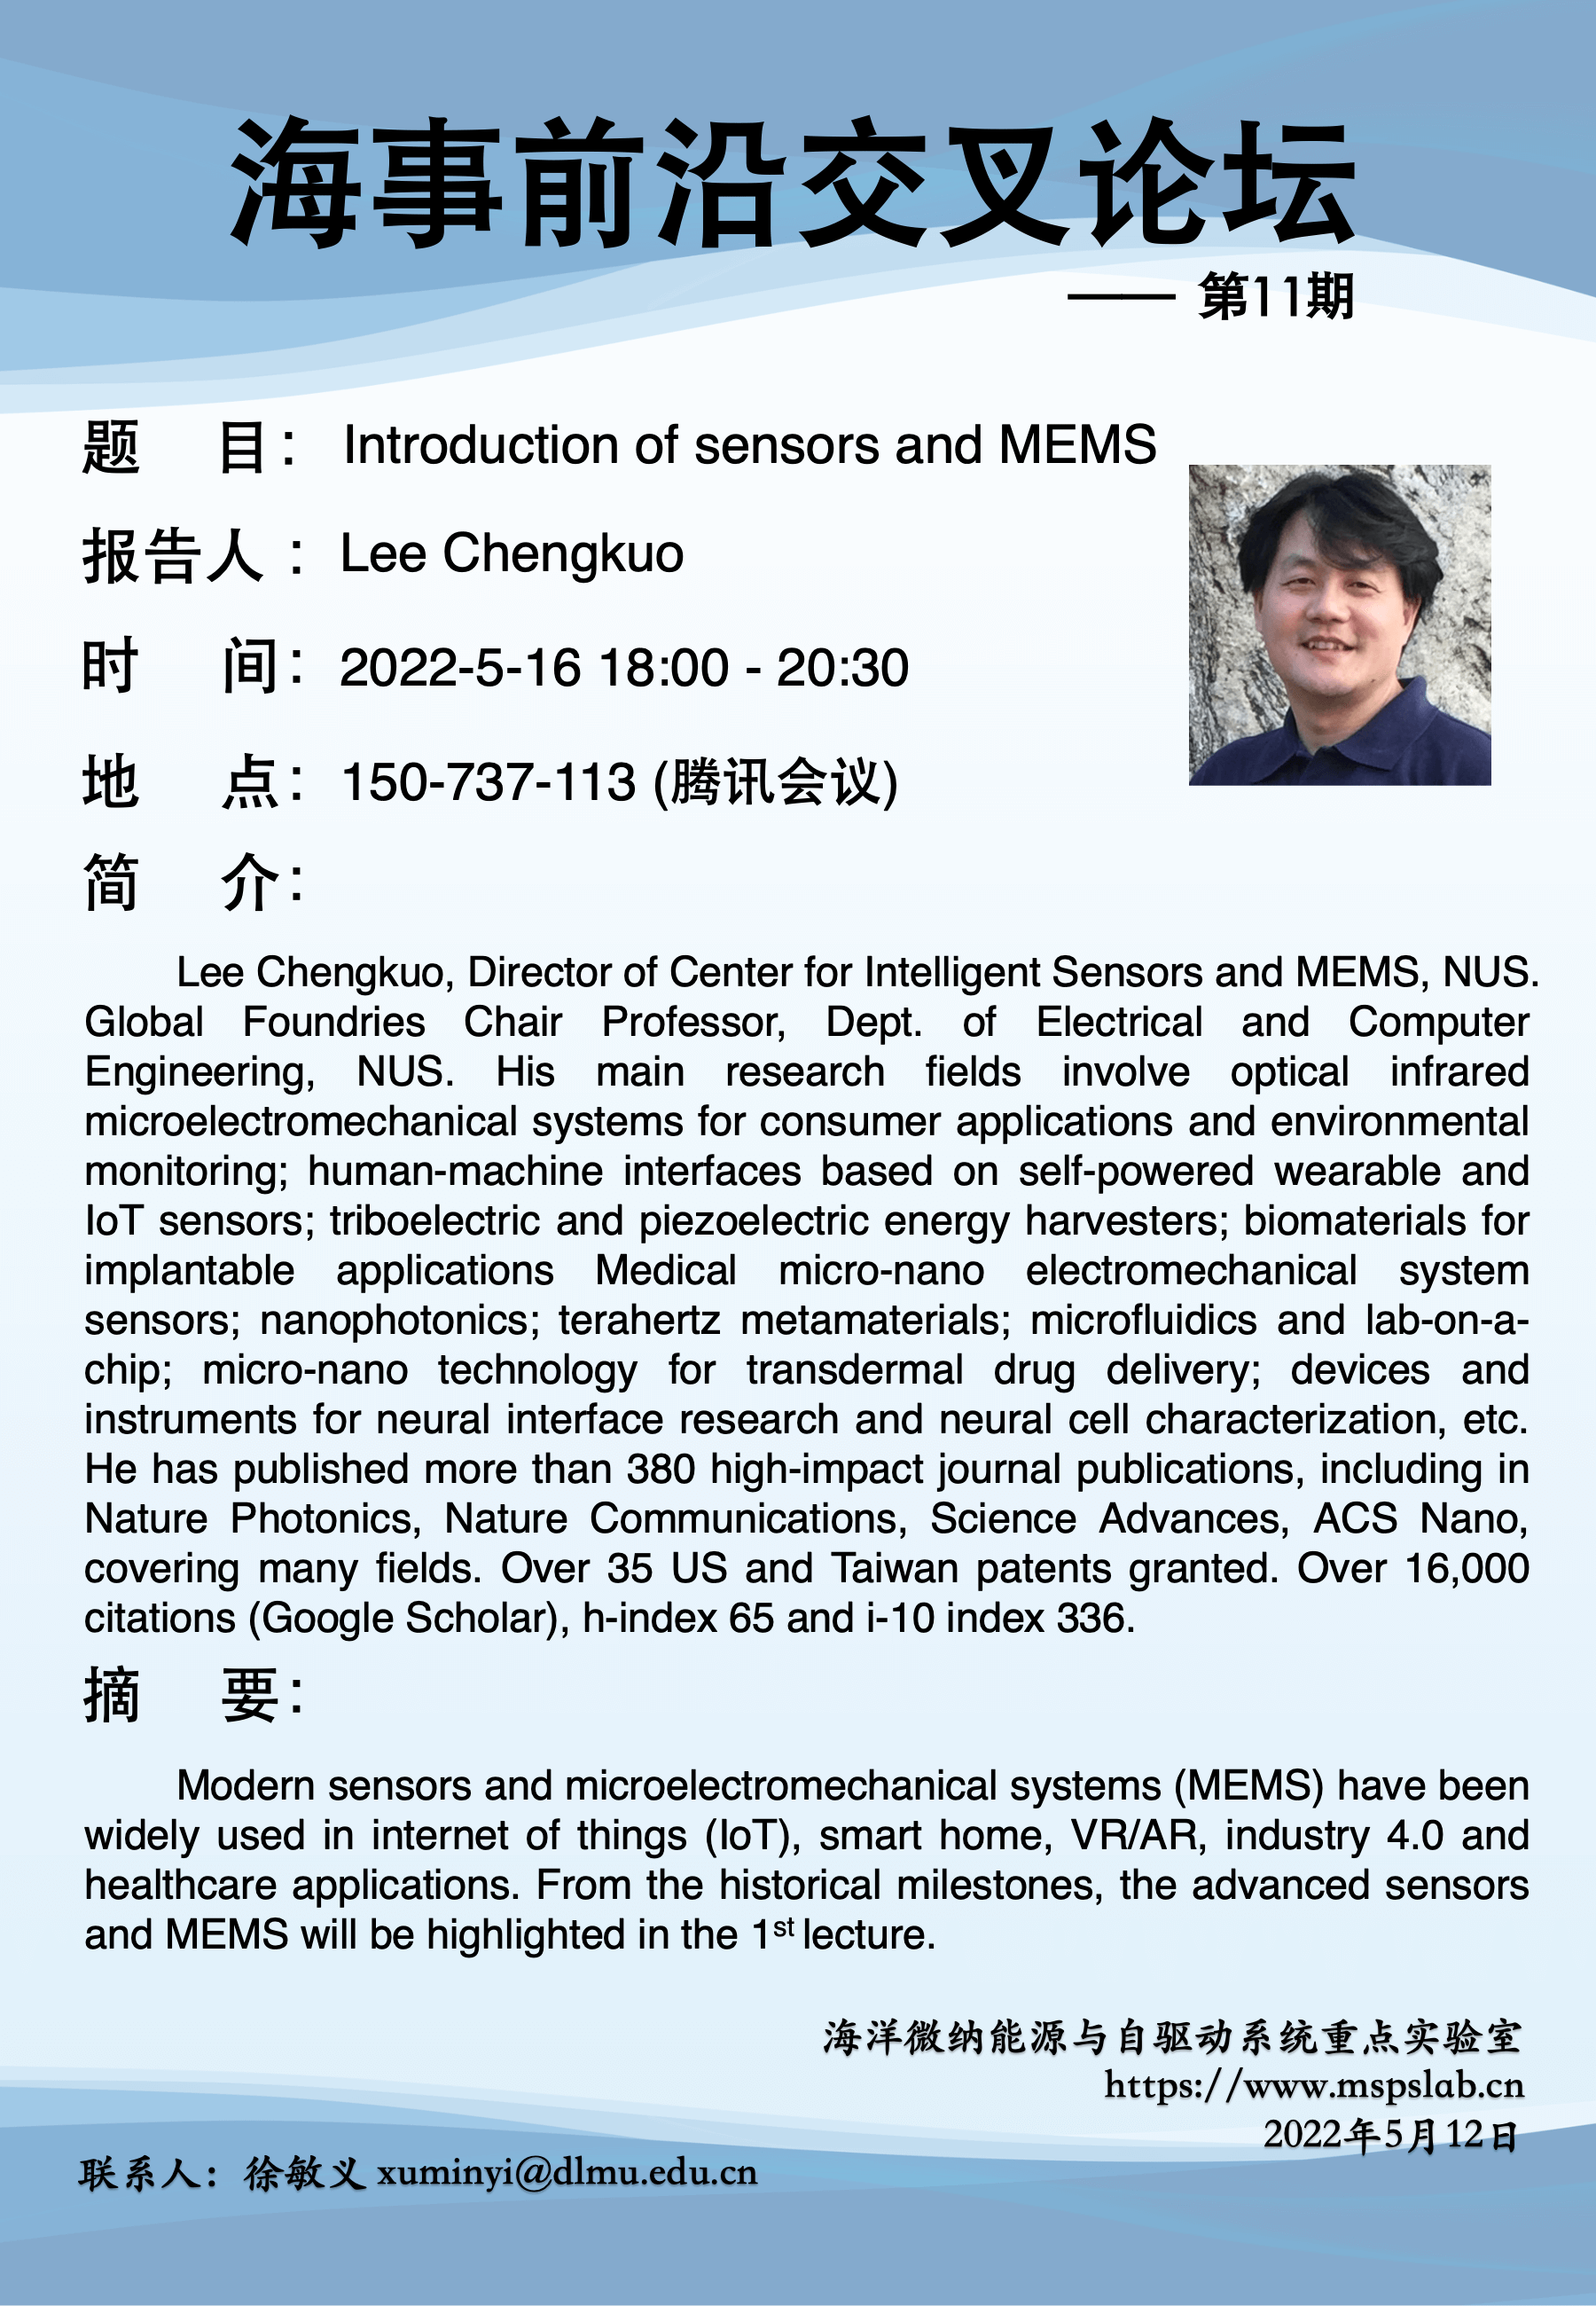 海事前沿交叉论坛
—— 第11期
题 目： Introduction of sensors and MEMS
报告人 ： Lee Chengkuo
时 间： 2022-5-16 18:00 - 20:30
地 点： 150-737-113 (腾讯会议)
简 介：
Lee Chengkuo, Director of Center for Intelligent Sensors and MEMS, NUS.
Global Foundries Chair Professor, Dept. of Electrical and Computer
Engineering, NUS. His main research fields involve optical infrared
microelectromechanical systems for consumer applications and environmental
monitoring; human-machine interfaces based on self-powered wearable and
IoT sensors; triboelectric and piezoelectric energy harvesters; biomaterials for
implantable applications Medical micro-nano electromechanical system
sensors; nanophotonics; terahertz metamaterials; microfluidics and lab-on-a-
chip; micro-nano technology for transdermal drug delivery; devices and
instruments for neural interface research and neural cell characterization, etc.
He has published more than 380 high-impact journal publications, including in
Nature Photonics, Nature Communications, Science Advances, ACS Nano,
covering many fields. Over 35 US and Taiwan patents granted. Over 16,000
citations (Google Scholar), h-index 65 and i-10 index 336.
摘 要：
Modern sensors and microelectromechanical systems (MEMS) have been
widely used in internet of things (IoT), smart home, VR/AR, industry 4.0 and
healthcare applications. From the historical milestones, the advanced sensors
and MEMS will be highlighted in the 1st lecture.
海洋微纳能源与自驱动系统重点实验室
https://www.mspslab.cn
2022年5月12日
联系人：徐敏义 xuminyi@dlmu.edu.cn